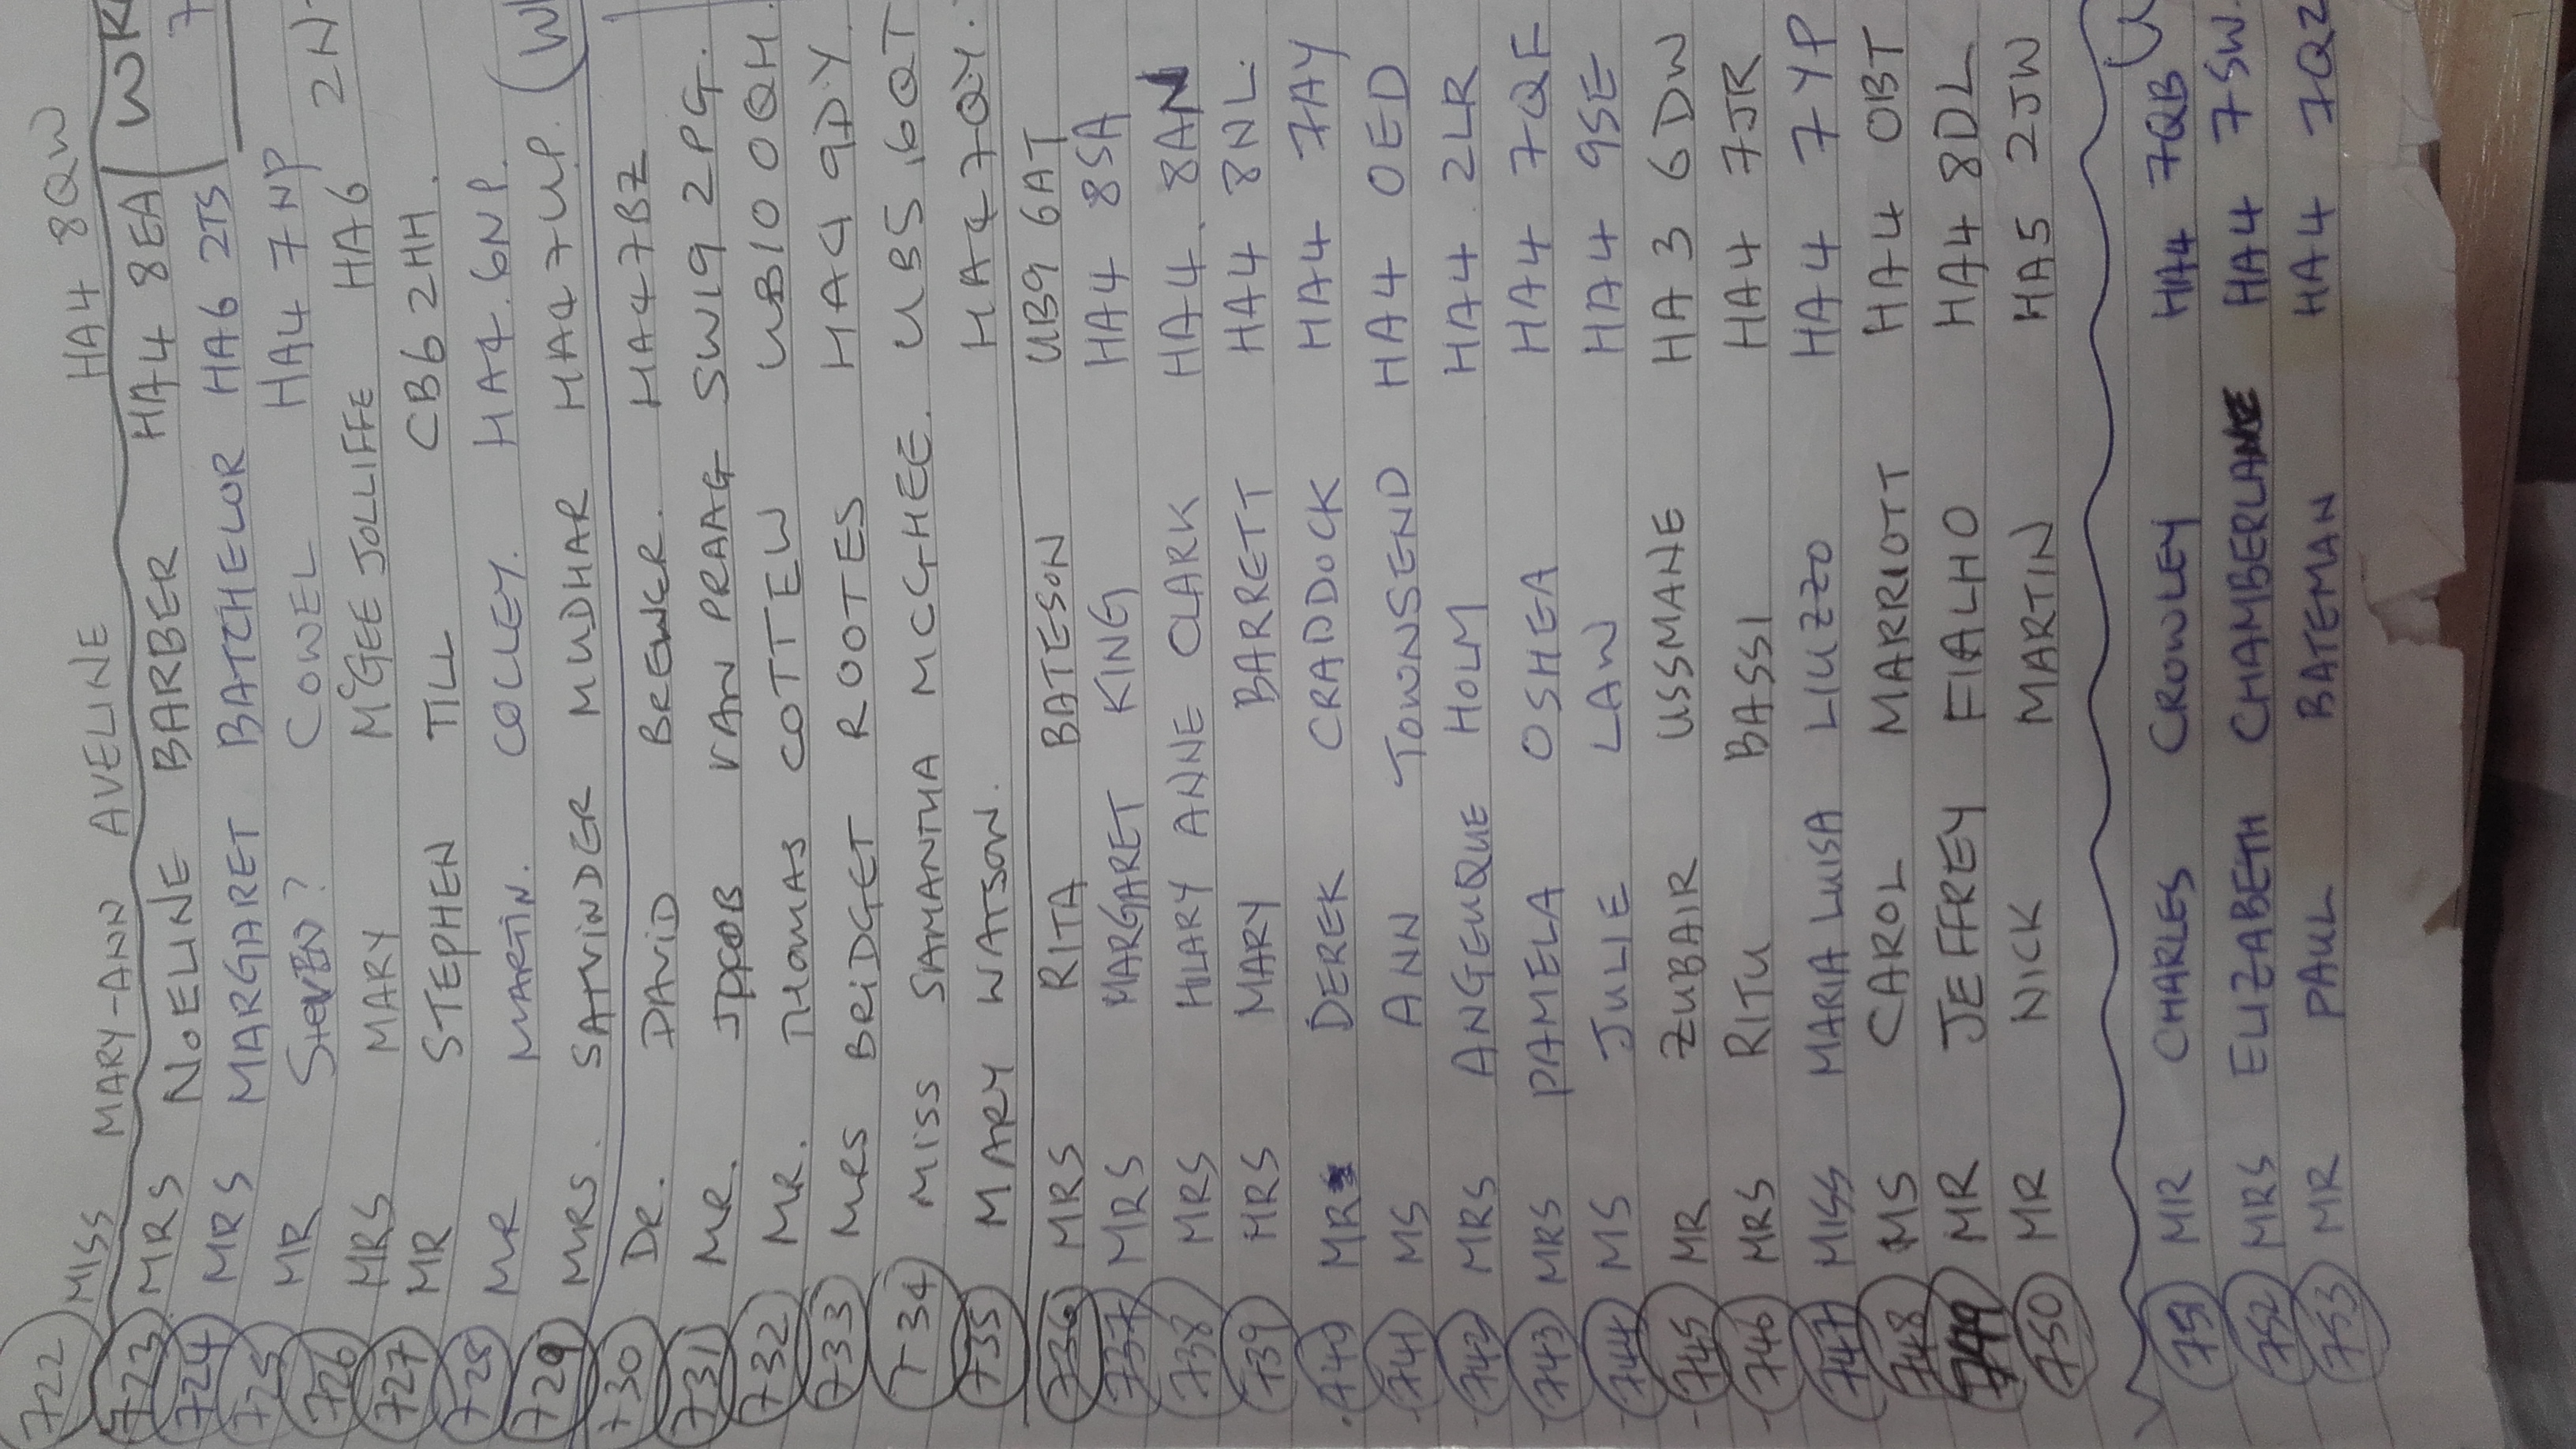 722 MISS MARY-ANN AVELINE HA4 8QW
723 MRS NOELINE BARBER HA4 8EA WK
724 MRS MARGARET BATCHELOR HA6 2TS 7
725 MR STEVEN? COWEL HA4 7NP
726 MRS MARY McGEE JOLLIFFE HA6 2N
727 MR STEPHEN TILL CB6 2HH.
728 MR MARTIN. COLLEY. HA4. 6NP.
729 MRS. SATVINDER MUDHAR HA4 7UP. (W
730 DR. DAVID BREWER. HA4 7BZ
731 MR. VAN PRAAG SW19 2PG.
732 MR. THOMAS COTTEW UB10 0QH.
733 MRS BRIDGET ROOTES HA4 9DY.
734 MISS SAMANTHA MCGHEE. UB5 6QT
735 MARY WATSON. HA4 7QY.
736 MRS RITA BATESON UB9 6AT
737 MRS MARGARET KING HA4 8SA
738 MRS HILARY ANNE CLARK HA4. 8AN
739 MRS MARY BARRETT HA4 8NL.
740 MR DEREK CRADDOCK HA4 7AY
741 MS ANN TOWNSEND HA4 0ED
742 MRS ANGELIQUE HOLM HA4 2LR
743 MRS PAMELA OSHEA HA4 7QF
744 MS JULIE LAW HA4 9SE
745 MR ZUBAIR USSMANE HA3 6DW
746 MRS RITU BASSI HA4 7JR
747 MISS MARIA LUISA LIUZZO HA4 7YP
748 MS CAROL MARRIOTT HA4 0BT
749 MR JEFFREY FIALHO HA4 8DL
750 MR NICK MARTIN HA5 2JW
751 MR CHARLES CROWLEY HA4 7QB
752 MRS ELIZABETH HA4 7SW
753 MR PAUL BATEMAN HA4 7QZ